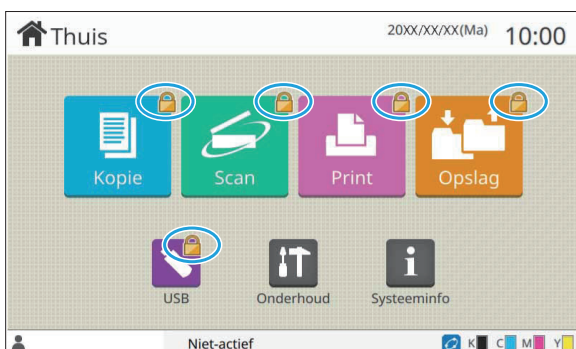 Thuis 20XX/XX/XX(Ma) 10:00
Kopie Scan Print Opslag
USB Onderhoud Systeeminfo
Niet-actief K C M Y